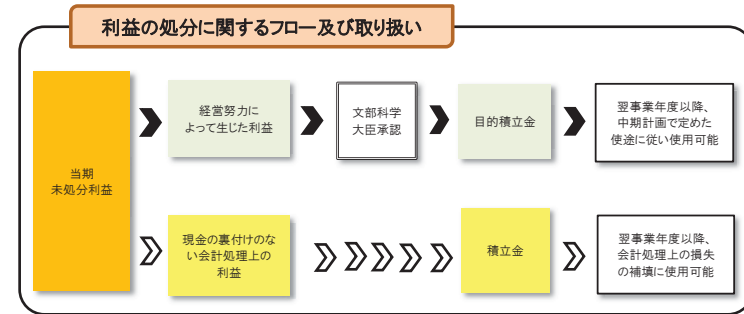 利益の処分に関するフロー及び取り扱い
当期
未処分利益
経営努力に
よって生じた利益
文部科学
大臣承認
目的積立金
翌事業年度以降、
中期計画で定めた
使途に従い使用可能
現金の裏付けのな
い会計処理上の
利益
積立金
翌事業年度以降、
会計処理上の損失
の補填に使用可能